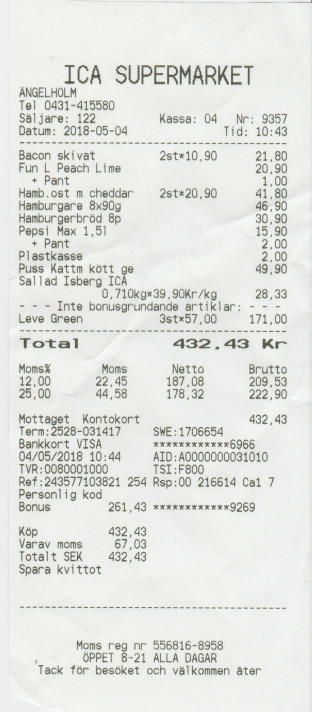 ICA SUPERMARKET
ÄNGELHOLM
Tel 0431-415580
Säljare: 122 Kassa: 04 Nr: 9357
Datum: 2018-05-04 Tid: 10:43
Bacon skivat 2st*10,90 21,80
Fun L Peach Lime 20,90
+ Pant 1,00
Hamb.ost m cheddar 2st*20,90 41,80
Hamburgare 8x90g 46,90
Hamburgerbröd 8p 30,90
Pepsi Max 1,5l 15,90
+ Pant 2,00
Plastkasse 2,00
Puss Kattm kött ge 49,90
Sallad Isberg ICA
0,710kg*39,90Kr/kg 28,33
- - - Inte bonusgrundande artiklar: - - -
Leve Green 3st*57,00 171,00
Total 432,43 Kr
Moms% Moms Netto Brutto
12,00 22,45 187,08 209,53
25,00 44,58 178,32 222,90
Mottaget Kontokort 432,43
Term:2528-031417 SWE:1706654
Bankkort VISA ************6966
04/05/2018 10:44 AID:A0000000031010
TVR:0080001000 TSI:F800
Ref:243577103821 254 Rsp:00 216614 Ca1 7
Personlig kod
Bonus 261,43 ************9269
Köp 432,43
Varav moms 67,03
Totalt SEK 432,43
Spara kvittot
Moms reg nr 556816-8958
ÖPPET 8-21 ALLA DAGAR
Tack för besöket och välkommen åter